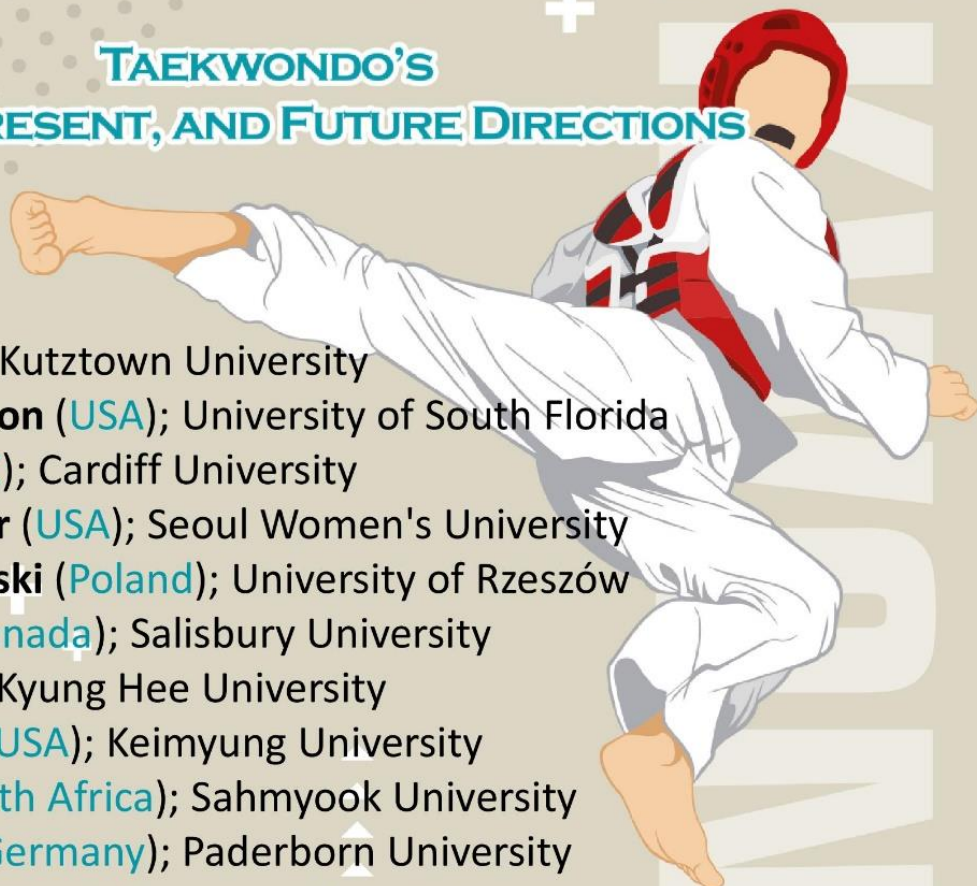 TAEKWONDO'S
RESENT, AND FUTURE DIRECTIONS
Kutztown University
on (USA); University of South Florida
); Cardiff University
r (USA); Seoul Women's University
ski (Poland); University of Rzeszów
nada); Salisbury University
Kyung Hee University
USA); Keimyung University
th Africa); Sahmyook University
Germany); Paderborn University